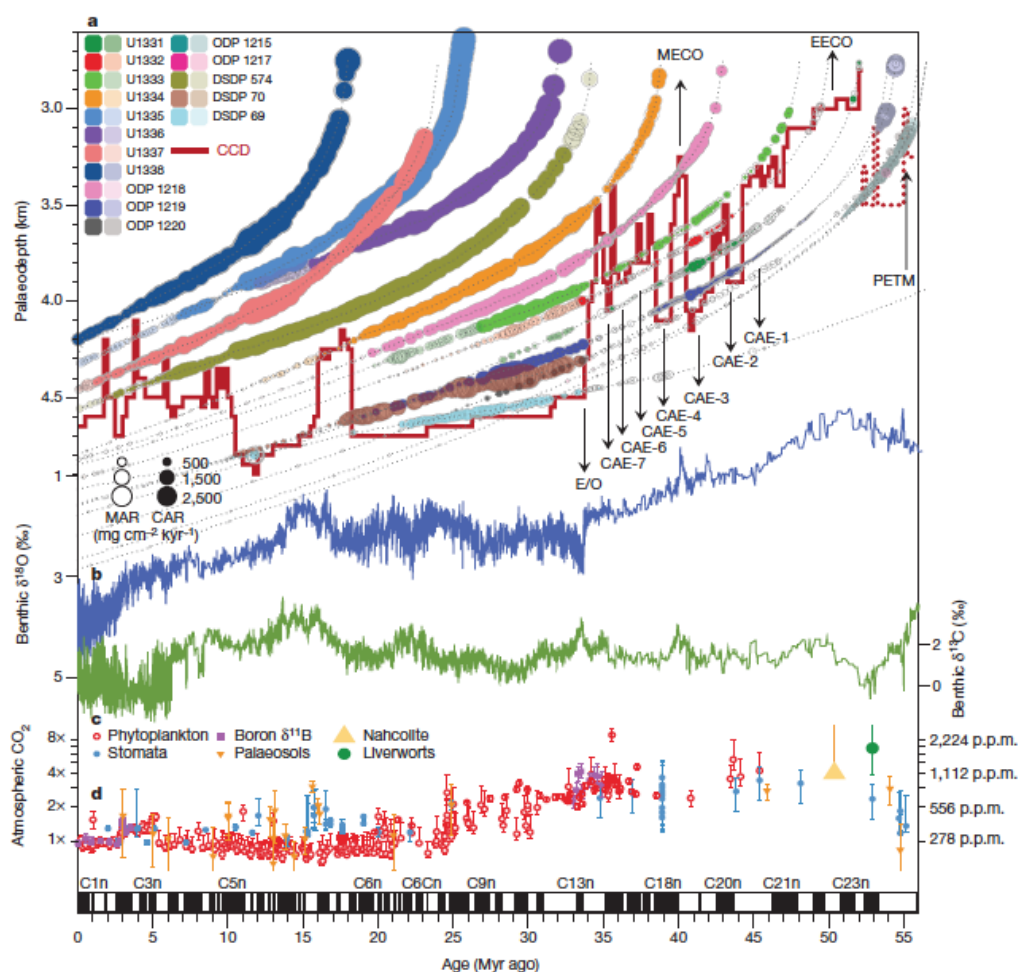 a
U1331 ODP 1215
U1332 ODP 1217
U1333 DSDP 574
U1334 DSDP 70
U1335 DSDP 69
U1336
U1337 CCD
U1338
ODP 1218
ODP 1219
ODP 1220
MECO
EECO
PETM
3.0
3.5
4.0
4.5
Palaeodepth (km)
CAE-1
CAE-2
CAE-3
CAE-4
CAE-5
CAE-6
CAE-7
E/O
500
1,500
2,500
MAR CAR
(mg cm⁻² kyr⁻¹)
1
3
5
Benthic δ¹⁸O (‰)
b
2
0
Benthic δ¹³C (‰)
c
Phytoplankton Boron δ¹¹B Nahcolite
Stomata Palaeosols Liverworts
d
8× 2,224 p.p.m.
4× 1,112 p.p.m.
2× 556 p.p.m.
1× 278 p.p.m.
Atmospheric CO₂
C1n C3n C5n C6n C6Cn C9n C13n C18n C20n C21n C23n
0 5 10 15 20 25 30 35 40 45 50 55
Age (Myr ago)